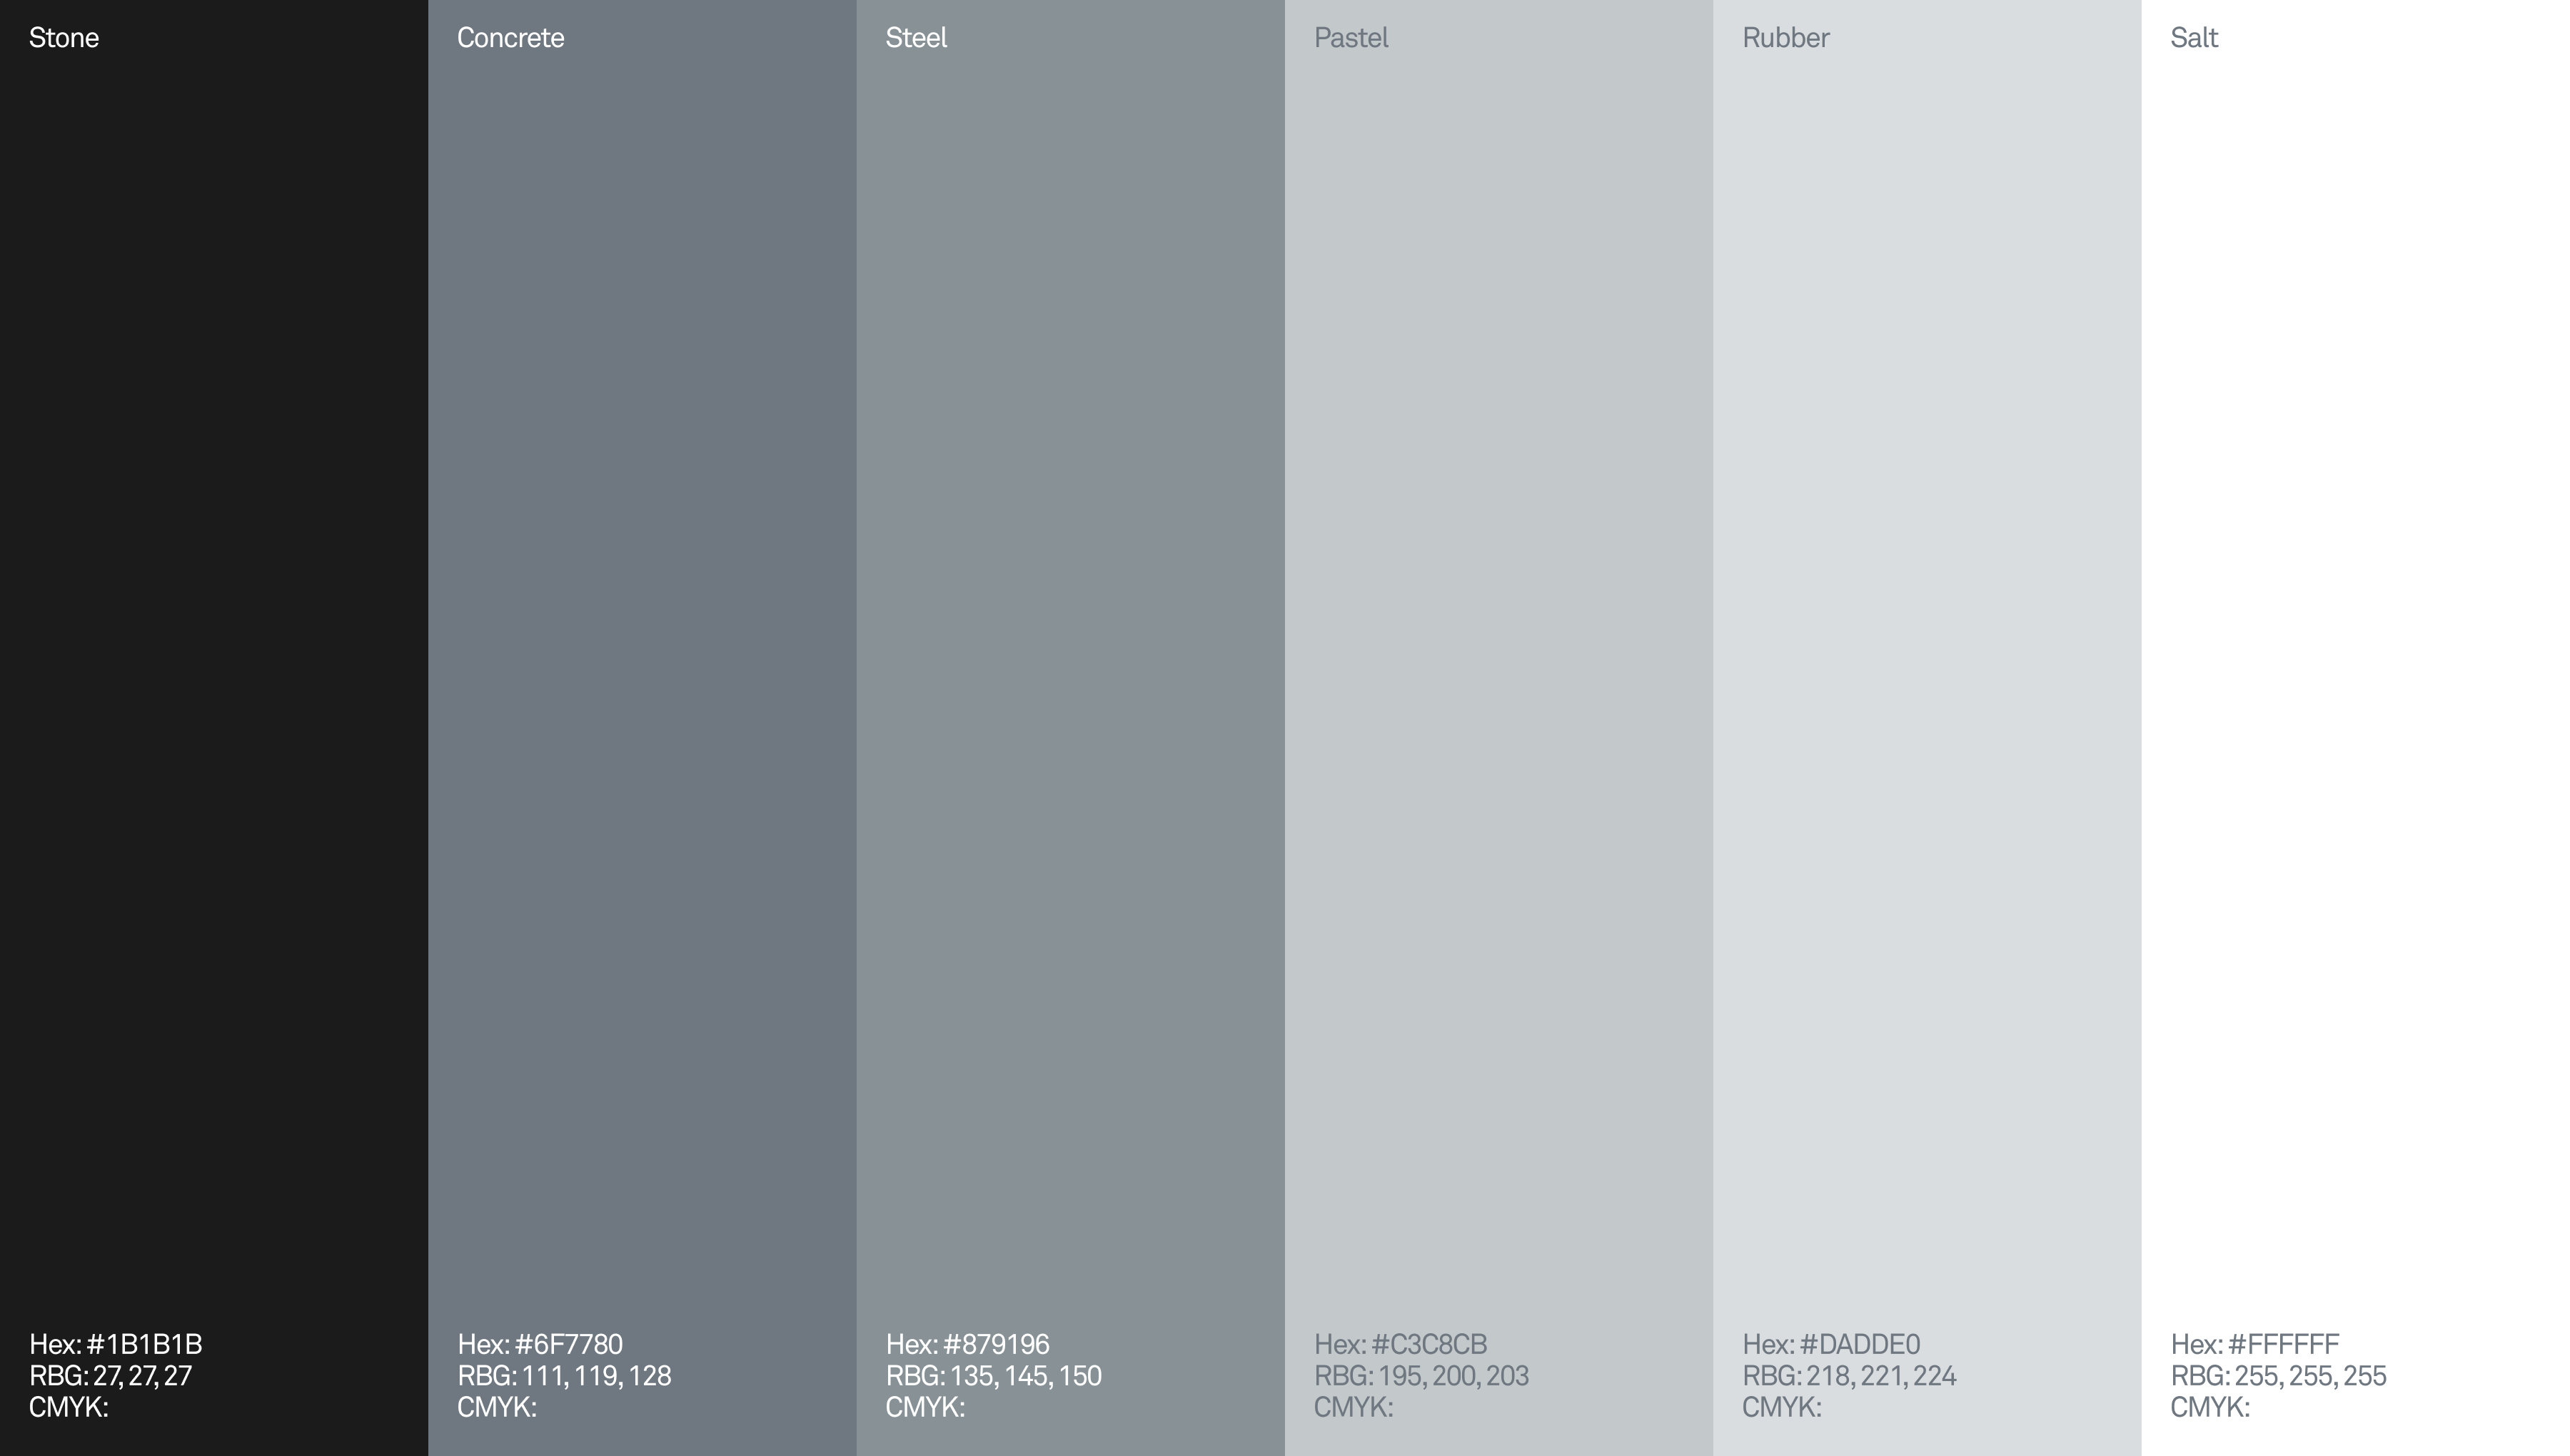 Stone
Hex: #1B1B1B
RBG: 27, 27, 27
CMYK:
Concrete
Hex: #6F7780
RBG: 111, 119, 128
CMYK:
Steel
Hex: #879196
RBG: 135, 145, 150
CMYK:
Pastel
Hex: #C3C8CB
RBG: 195, 200, 203
CMYK:
Rubber
Hex: #DADDE0
RBG: 218, 221, 224
CMYK:
Salt
Hex: #FFFFFF
RBG: 255, 255, 255
CMYK: